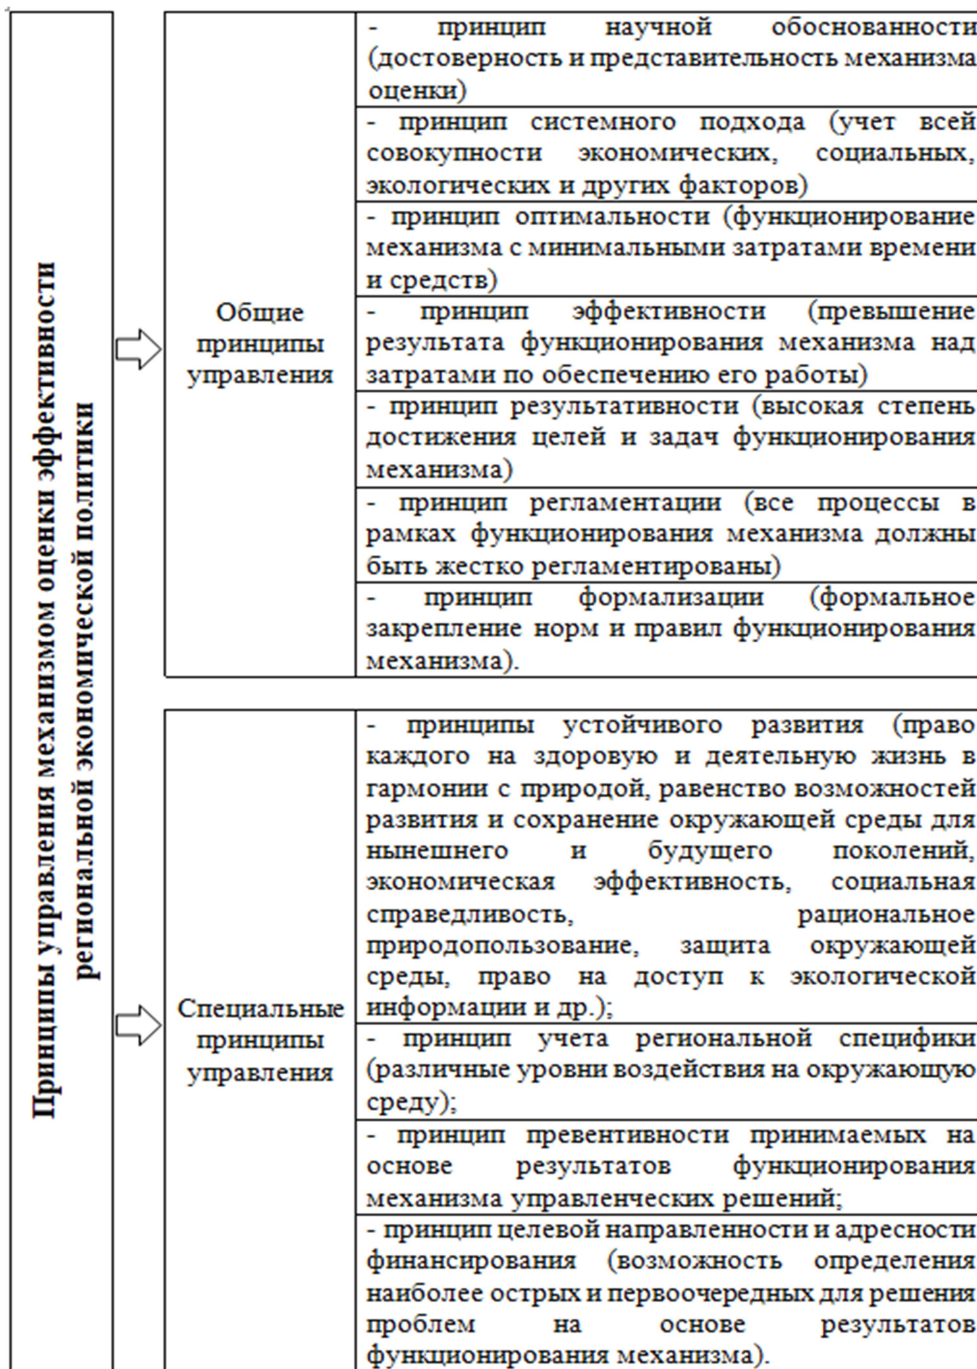 Принципы управления механизмом оценки эффективности
региональной экономической политики
Общие
принципы
управления
- принцип научной обоснованности
(достоверность и представительность механизма
оценки)
- принцип системного подхода (учет всей
совокупности экономических, социальных,
экологических и других факторов)
- принцип оптимальности (функционирование
механизма с минимальными затратами времени
и средств)
- принцип эффективности (превышение
результата функционирования механизма над
затратами по обеспечению его работы)
- принцип результативности (высокая степень
достижения целей и задач функционирования
механизма)
- принцип регламентации (все процессы в
рамках функционирования механизма должны
быть жестко регламентированы)
- принцип формализации (формальное
закрепление норм и правил функционирования
механизма).
Специальные
принципы
управления
- принципы устойчивого развития (право
каждого на здоровую и деятельную жизнь в
гармонии с природой, равенство возможностей
развития и сохранение окружающей среды для
нынешнего и будущего поколений,
экономическая эффективность, социальная
справедливость, рациональное
природопользование, защита окружающей
среды, право на доступ к экологической
информации и др.);
- принцип учета региональной специфики
(различные уровни воздействия на окружающую
среду);
- принцип превентивности принимаемых на
основе результатов функционирования
механизма управленческих решений;
- принцип целевой направленности и адресности
финансирования (возможность определения
наиболее острых и первоочередных для решения
проблем на основе результатов
функционирования механизма).